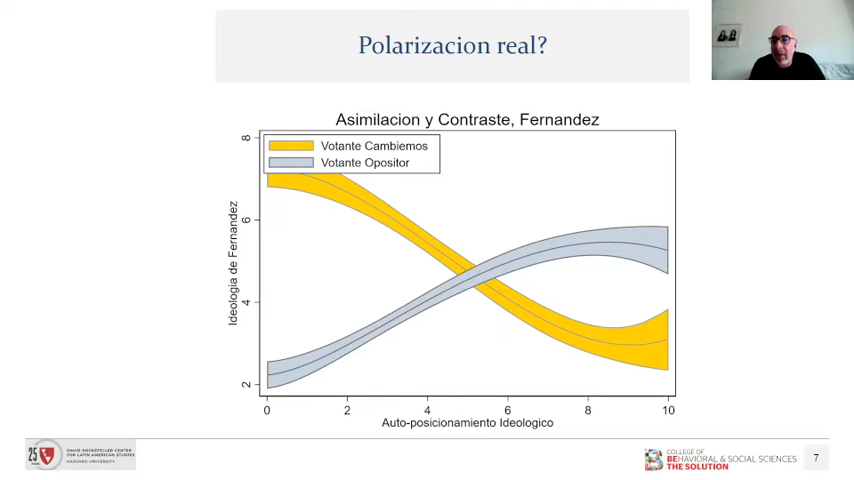 Polarizacion real?
Asimilacion y Contraste, Fernandez
Votante Cambiemos
Votante Opositor
Ideologia de Fernandez
8
6
4
2
0
2
4
6
8
10
Auto-posicionamiento Ideologico
25
DAVID ROCKEFELLER CENTER
FOR LATIN AMERICAN STUDIES
HARVARD UNIVERSITY
COLLEGE OF
BEHAVIORAL & SOCIAL SCIENCES
THE SOLUTION
7